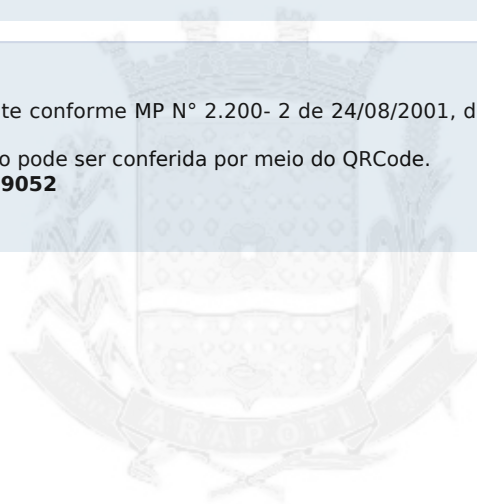 te conforme MP N° 2.200- 2 de 24/08/2001, d
o pode ser conferida por meio do QRCode.
9052
ARAPOTI